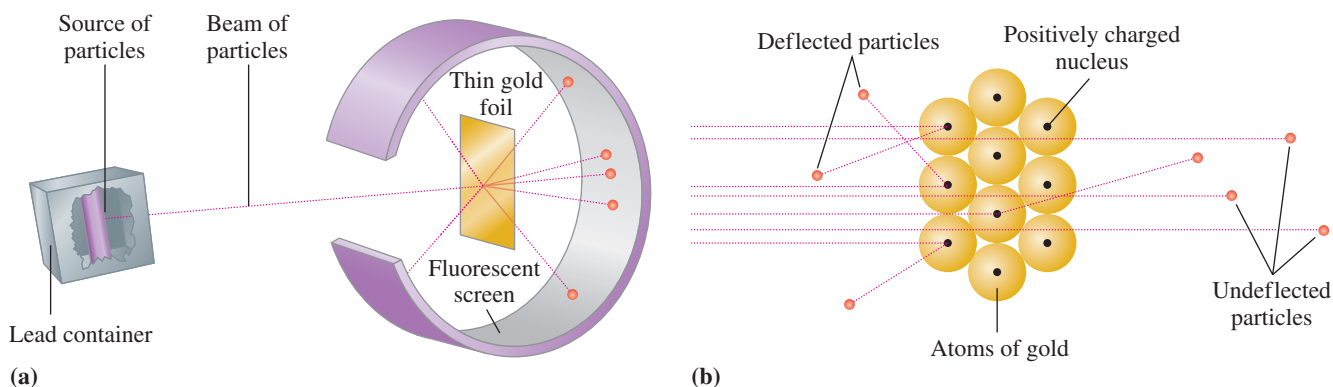 Source of
particles
Beam of
particles
Thin gold
foil
Fluorescent
screen
Lead container
(a)
Deflected particles
Positively charged
nucleus
Undeflected
particles
Atoms of gold
(b)